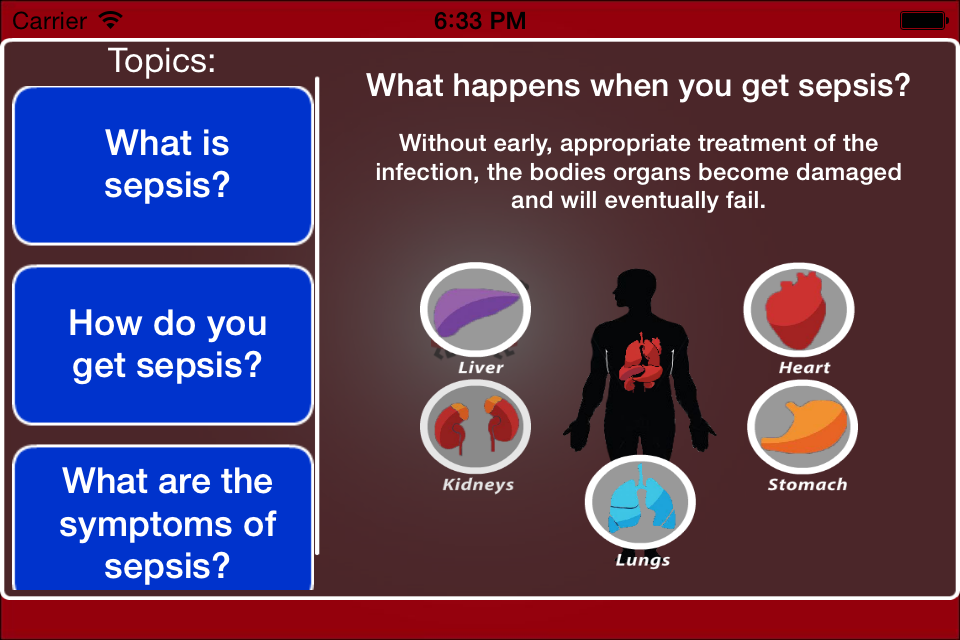 Carrier 6:33 PM
Topics:
What is
sepsis?
How do you
get sepsis?
What are the
symptoms of
sepsis?
What happens when you get sepsis?
Without early, appropriate treatment of the
infection, the bodies organs become damaged
and will eventually fail.
Liver
Heart
Kidneys
Stomach
Lungs